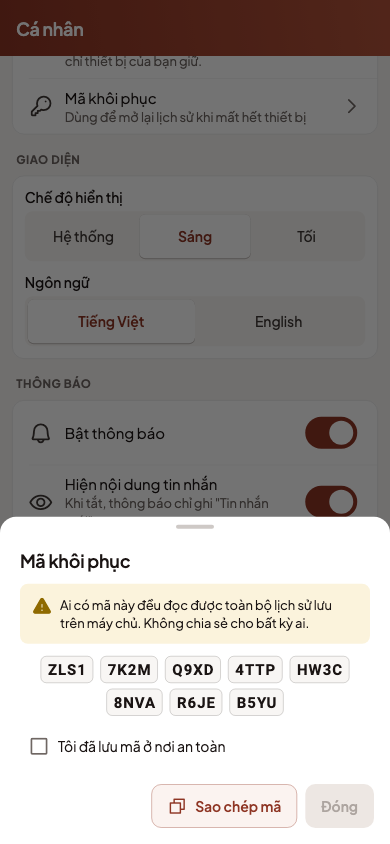 Cá nhân
chỉ thiết bị của bạn giữ.
Mã khôi phục
Dùng để mở lại lịch sử khi mất hết thiết bị
GIAO DIỆN
Chế độ hiển thị
Hệ thống Sáng Tối
Ngôn ngữ
Tiếng Việt English
THÔNG BÁO
Bật thông báo
Hiện nội dung tin nhắn
Khi tắt, thông báo chỉ ghi "Tin nhắn
Mã khôi phục
Ai có mã này đều đọc được toàn bộ lịch sử lưu
trên máy chủ. Không chia sẻ cho bất kỳ ai.
ZLS1 7K2M Q9XD 4TTP HW3C
8NVA R6JE B5YU
Tôi đã lưu mã ở nơi an toàn
Sao chép mã Đóng